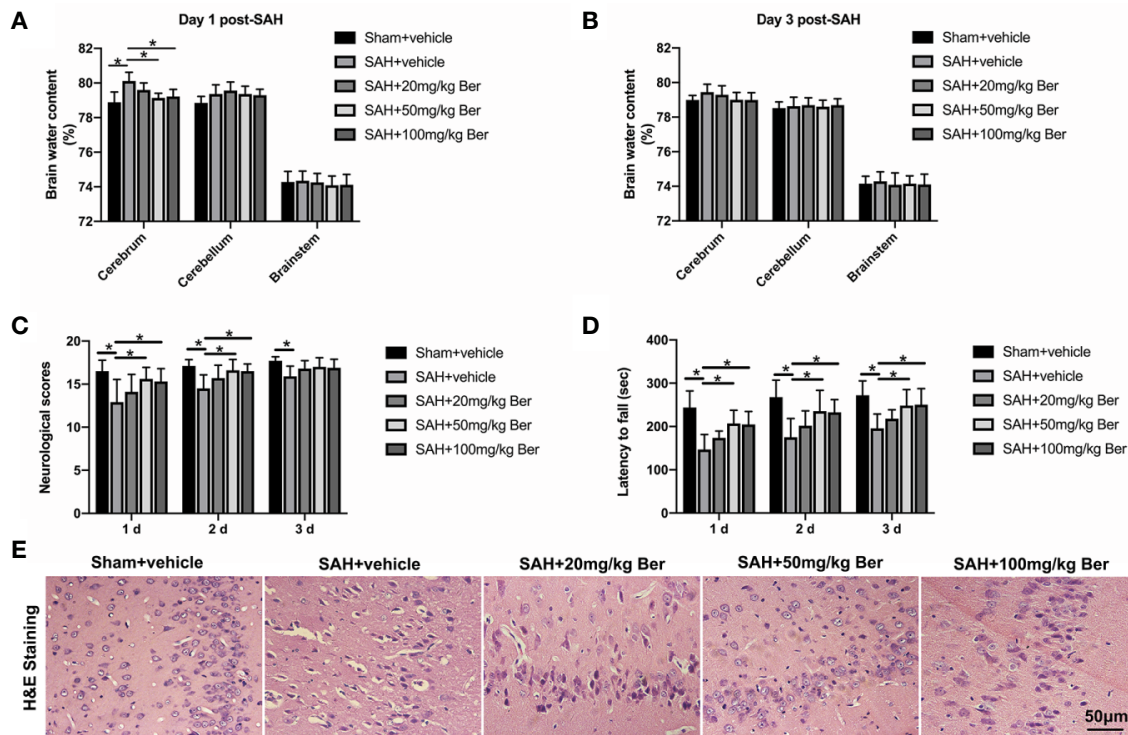 A
Day 1 post-SAH
Brain water content
(%)
82
80
78
76
74
72
*
*
*
Cerebrum
Cerebellum
Brainstem
Sham+vehicle
SAH+vehicle
SAH+20mg/kg Ber
SAH+50mg/kg Ber
SAH+100mg/kg Ber
B
Day 3 post-SAH
Brain water content
(%)
82
80
78
76
74
72
Cerebrum
Cerebellum
Brainstem
Sham+vehicle
SAH+vehicle
SAH+20mg/kg Ber
SAH+50mg/kg Ber
SAH+100mg/kg Ber
C
Neurological scores
20
15
10
5
0
*
*
*
*
*
*
*
1 d
2 d
3 d
Sham+vehicle
SAH+vehicle
SAH+20mg/kg Ber
SAH+50mg/kg Ber
SAH+100mg/kg Ber
D
Latency to fall (sec)
400
300
200
100
0
*
*
*
*
*
*
*
*
*
1 d
2 d
3 d
Sham+vehicle
SAH+vehicle
SAH+20mg/kg Ber
SAH+50mg/kg Ber
SAH+100mg/kg Ber
E
Sham+vehicle
SAH+vehicle
SAH+20mg/kg Ber
SAH+50mg/kg Ber
SAH+100mg/kg Ber
H&E Staining
50μm